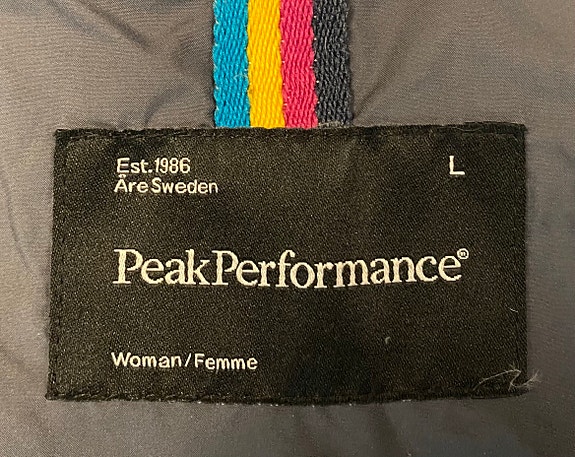 Est.1986
Åre Sweden
L
PeakPerformance®
Woman/Femme